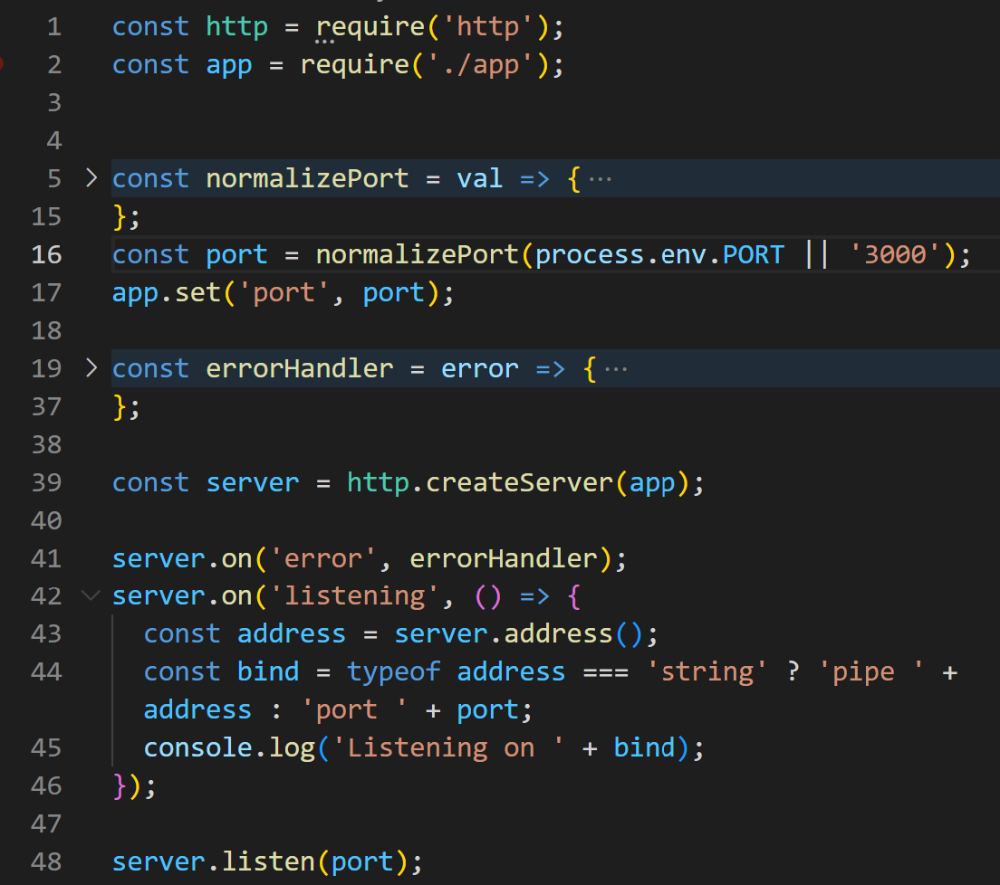 1 const http = require('http');
2 const app = require('./app');
3
4
5 > const normalizePort = val => { ···
15 };
16 const port = normalizePort(process.env.PORT || '3000');
17 app.set('port', port);
18
19 > const errorHandler = error => { ···
37 };
38
39 const server = http.createServer(app);
40
41 server.on('error', errorHandler);
42 server.on('listening', () => {
43 const address = server.address();
44 const bind = typeof address === 'string' ? 'pipe ' +
address : 'port ' + port;
45 console.log('Listening on ' + bind);
46 });
47
48 server.listen(port);